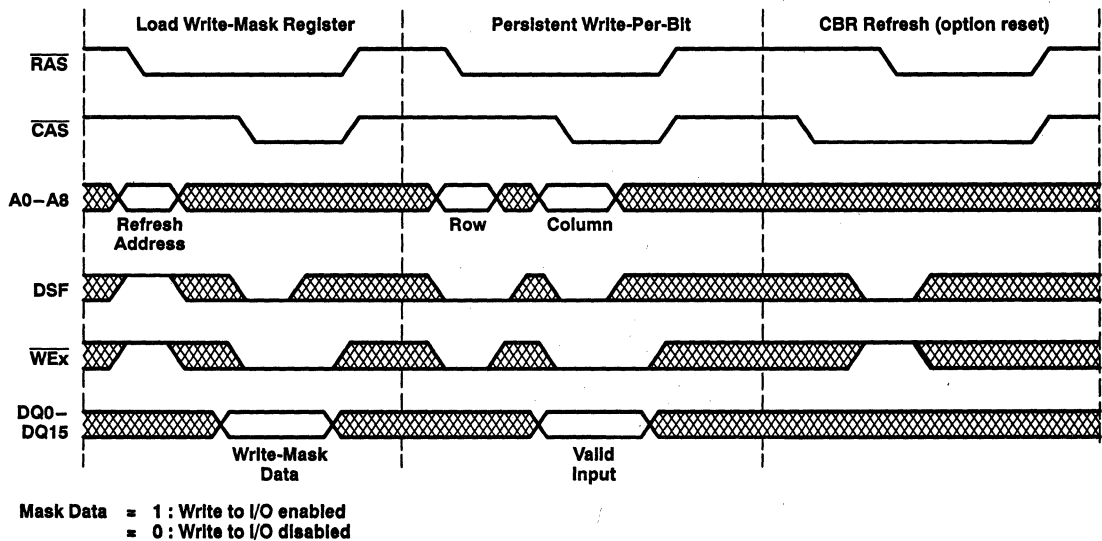 Load Write-Mask Register Persistent Write-Per-Bit CBR Refresh (option reset)
RAS
CAS
A0–A8
Refresh Address
Row
Column
DSF
WEx
DQ0–DQ15
Write-Mask Data
Valid Input
Mask Data = 1 : Write to I/O enabled
= 0 : Write to I/O disabled